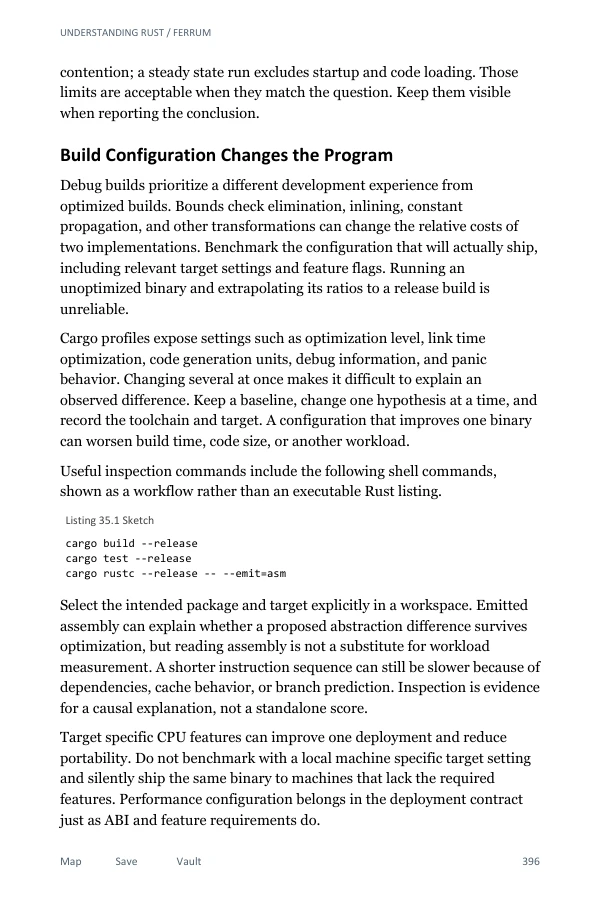 UNDERSTANDING RUST / FERRUM
contention; a steady state run excludes startup and code loading. Those
limits are acceptable when they match the question. Keep them visible
when reporting the conclusion.
Build Configuration Changes the Program
Debug builds prioritize a different development experience from
optimized builds. Bounds check elimination, inlining, constant
propagation, and other transformations can change the relative costs of
two implementations. Benchmark the configuration that will actually ship,
including relevant target settings and feature flags. Running an
unoptimized binary and extrapolating its ratios to a release build is
unreliable.
Cargo profiles expose settings such as optimization level, link time
optimization, code generation units, debug information, and panic
behavior. Changing several at once makes it difficult to explain an
observed difference. Keep a baseline, change one hypothesis at a time, and
record the toolchain and target. A configuration that improves one binary
can worsen build time, code size, or another workload.
Useful inspection commands include the following shell commands,
shown as a workflow rather than an executable Rust listing.
Listing 35.1 Sketch
cargo build --release
cargo test --release
cargo rustc --release -- --emit=asm
Select the intended package and target explicitly in a workspace. Emitted
assembly can explain whether a proposed abstraction difference survives
optimization, but reading assembly is not a substitute for workload
measurement. A shorter instruction sequence can still be slower because of
dependencies, cache behavior, or branch prediction. Inspection is evidence
for a causal explanation, not a standalone score.
Target specific CPU features can improve one deployment and reduce
portability. Do not benchmark with a local machine specific target setting
and silently ship the same binary to machines that lack the required
features. Performance configuration belongs in the deployment contract
just as ABI and feature requirements do.
Map Save Vault 396